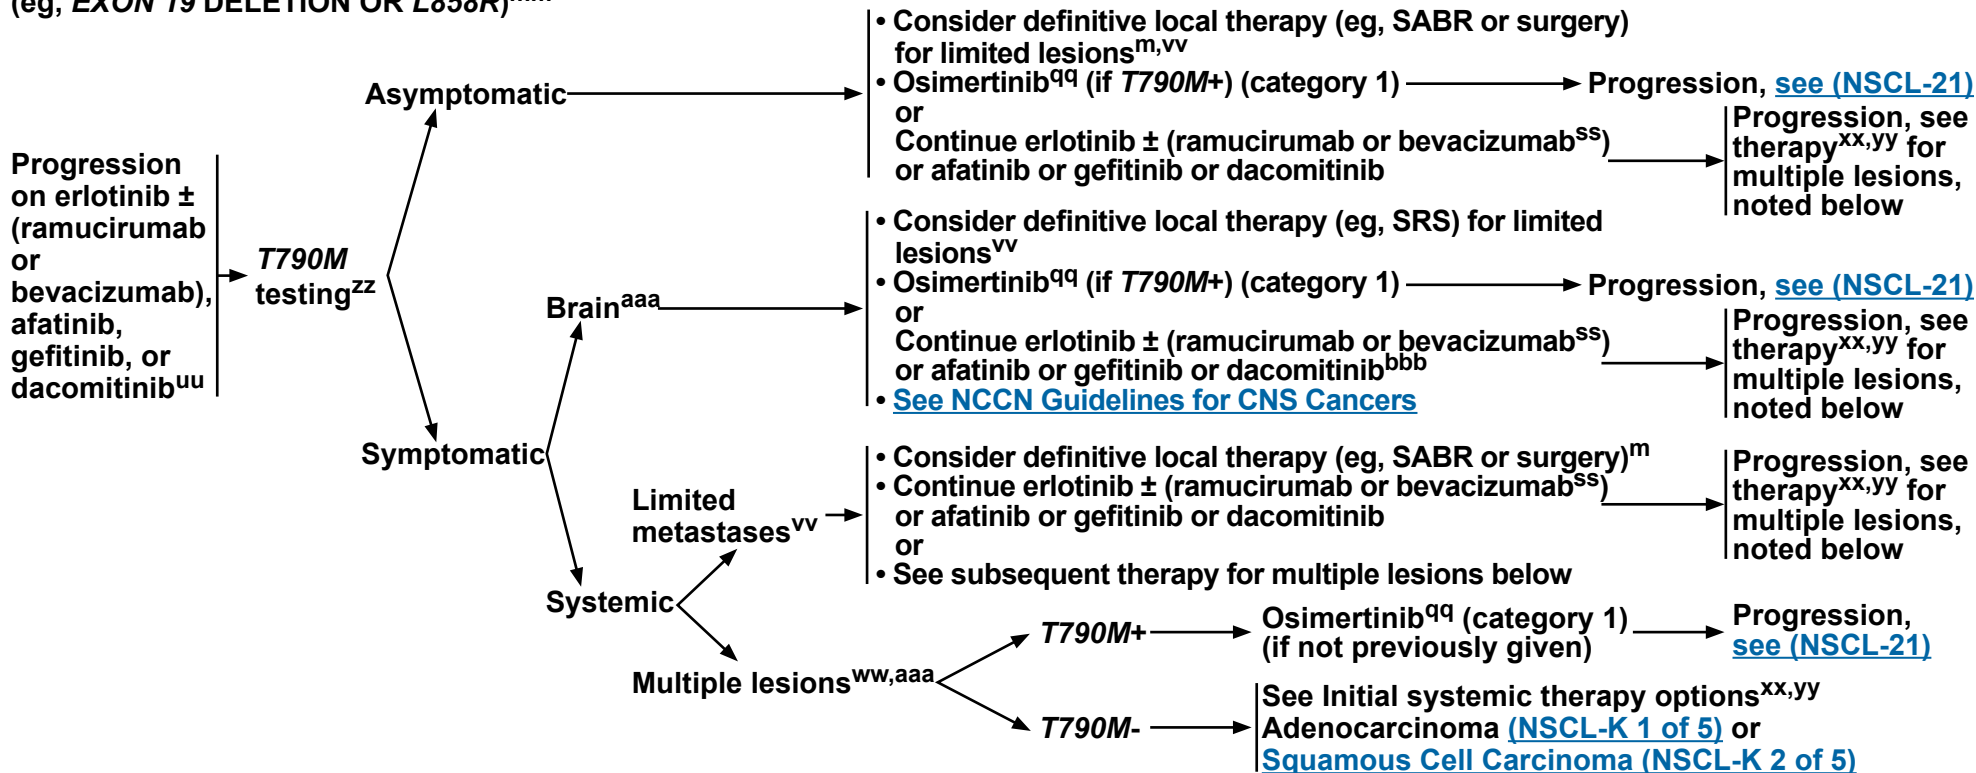 (eg, EXON 19 DELETION OR L858R)mm
Progression
on erlotinib ±
(ramucirumab
or
bevacizumab),
afatinib,
gefitinib, or
dacomitinibuu
T790M
testingzz
Asymptomatic
• Consider definitive local therapy (eg, SABR or surgery)
for limited lesionsm,vv
• Osimertinibqq (if T790M+) (category 1)
or
Continue erlotinib ± (ramucirumab or bevacizumabss)
or afatinib or gefitinib or dacomitinib
Progression, see (NSCL-21)
Progression, see
therapyxx,yy for
multiple lesions,
noted below
Symptomatic
Brainaaa
• Consider definitive local therapy (eg, SRS) for limited
lesionsvv
• Osimertinibqq (if T790M+) (category 1)
or
Continue erlotinib ± (ramucirumab or bevacizumabss)
or afatinib or gefitinib or dacomitinibbbb
• See NCCN Guidelines for CNS Cancers
Progression, see (NSCL-21)
Progression, see
therapyxx,yy for
multiple lesions,
noted below
Systemic
Limited
metastasesvv
• Consider definitive local therapy (eg, SABR or surgery)m
• Continue erlotinib ± (ramucirumab or bevacizumabss)
or afatinib or gefitinib or dacomitinib
or
• See subsequent therapy for multiple lesions below
Progression, see
therapyxx,yy for
multiple lesions,
noted below
Multiple lesionsww,aaa
T790M+
Osimertinibqq (category 1)
(if not previously given)
Progression,
see (NSCL-21)
T790M-
See Initial systemic therapy optionsxx,yy
Adenocarcinoma (NSCL-K 1 of 5) or
Squamous Cell Carcinoma (NSCL-K 2 of 5)